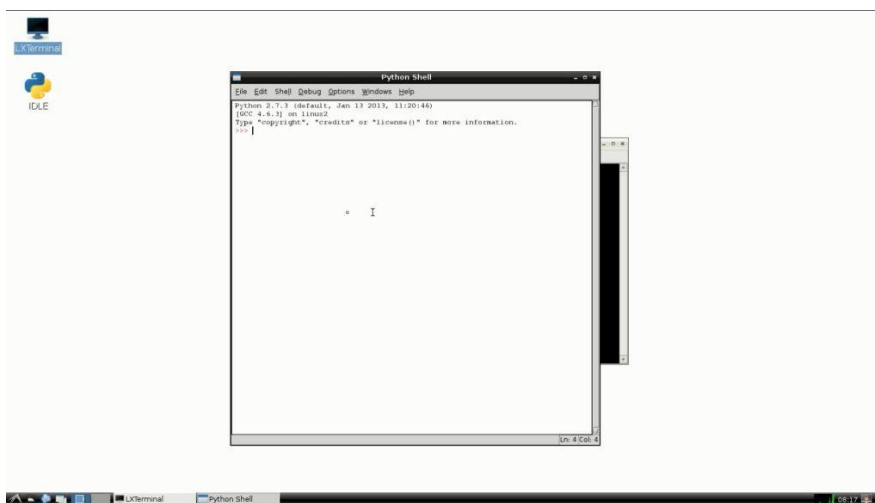 LXTerminal
IDLE
Python Shell
File Edit Shell Debug Options Windows Help
Python 2.7.3 (default, Jan 13 2013, 11:20:46)
[GCC 4.6.3] on linux2
Type "copyright", "credits" or "license()" for more information.
>>>
Ln: 4 Col: 4
LXTerminal Python Shell 08:17